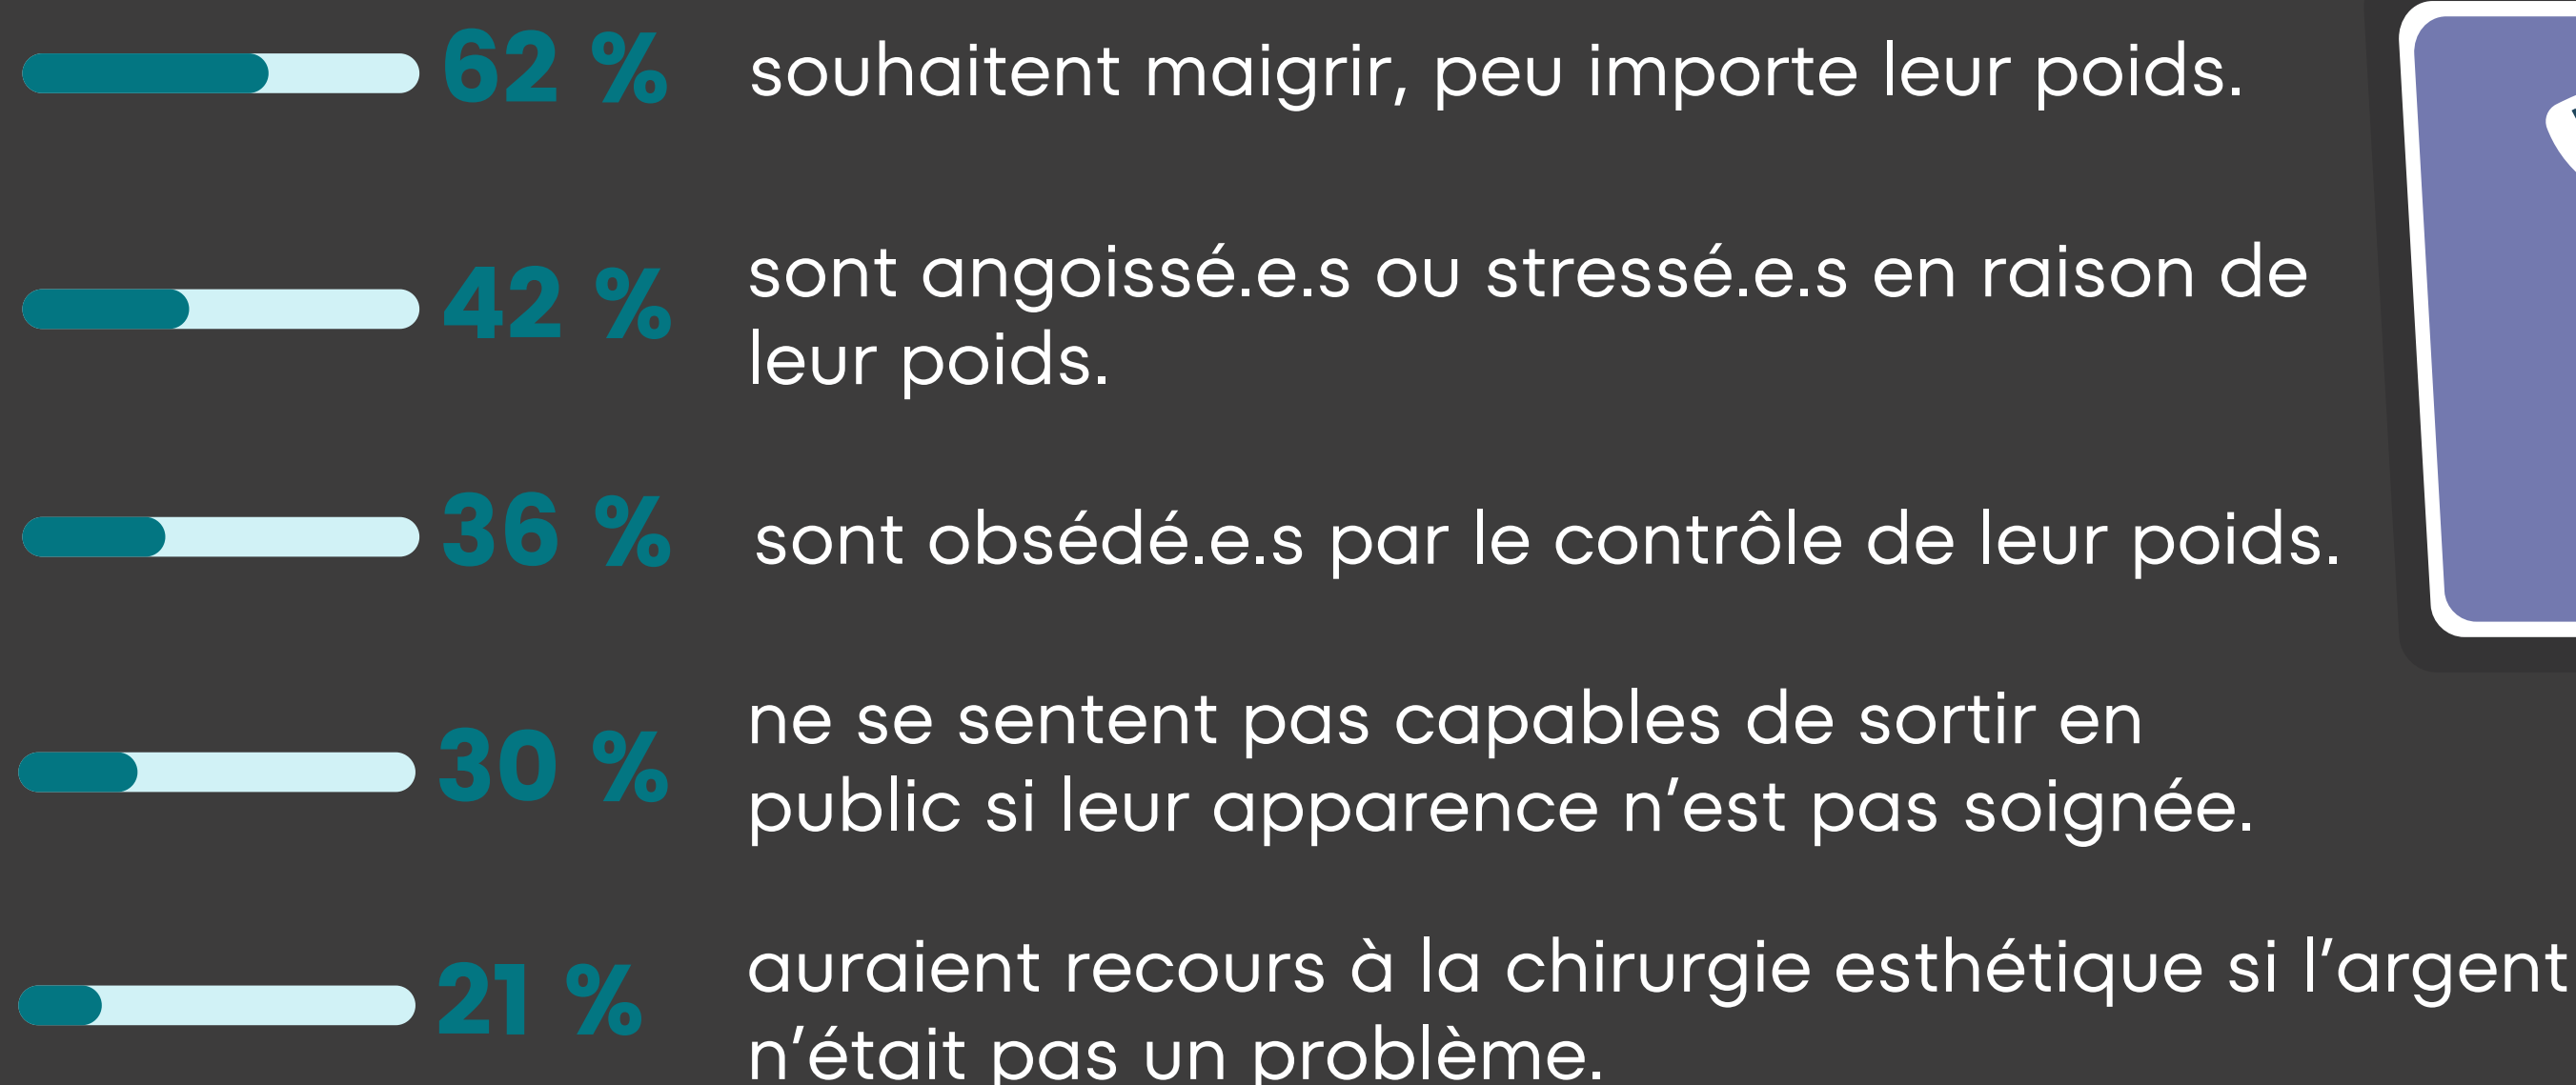 62 % souhaitent maigrir, peu importe leur poids.
42 % sont angoissé.e.s ou stressé.e.s en raison de
leur poids.
36 % sont obsédé.e.s par le contrôle de leur poids.
30 % ne se sentent pas capables de sortir en
public si leur apparence n’est pas soignée.
21 % auraient recours à la chirurgie esthétique si l’argent
n’était pas un problème.